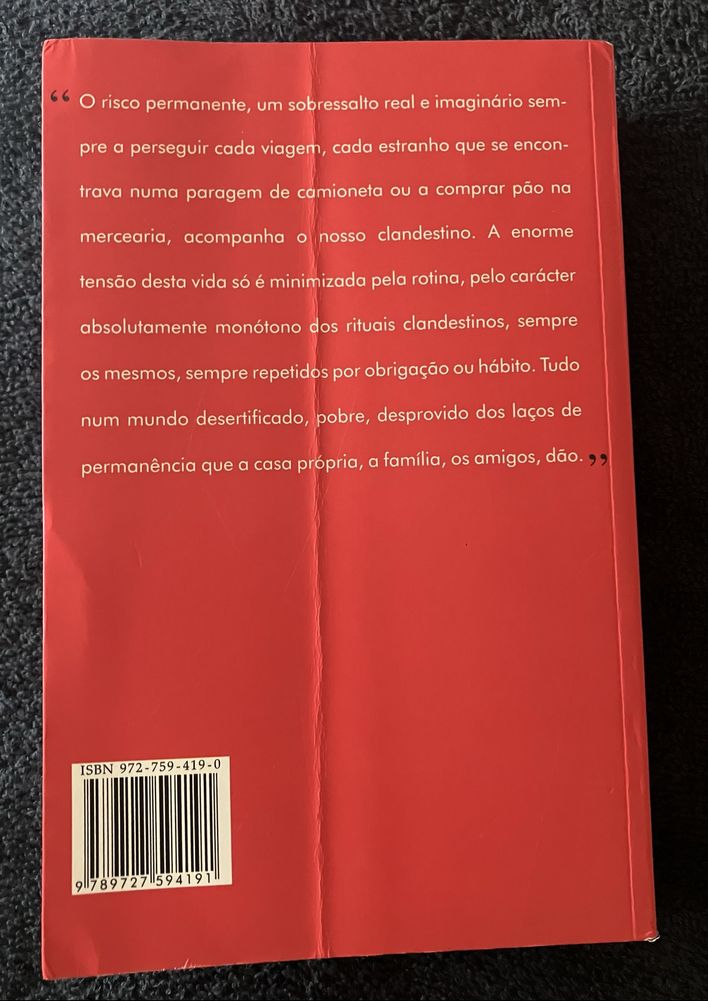 “ O risco permanente, um sobressalto real e imaginário sem-
pre a perseguir cada viagem, cada estranho que se encon-
trava numa paragem de camioneta ou a comprar pão na
mercearia, acompanha o nosso clandestino. A enorme
tensão desta vida só é minimizada pela rotina, pelo carácter
absolutamente monótono dos rituais clandestinos, sempre
os mesmos, sempre repetidos por obrigação ou hábito. Tudo
num mundo desertificado, pobre, desprovido dos laços de
permanência que a casa própria, a família, os amigos, dão. ”
ISBN 972-759-419-0
9 789727 594191